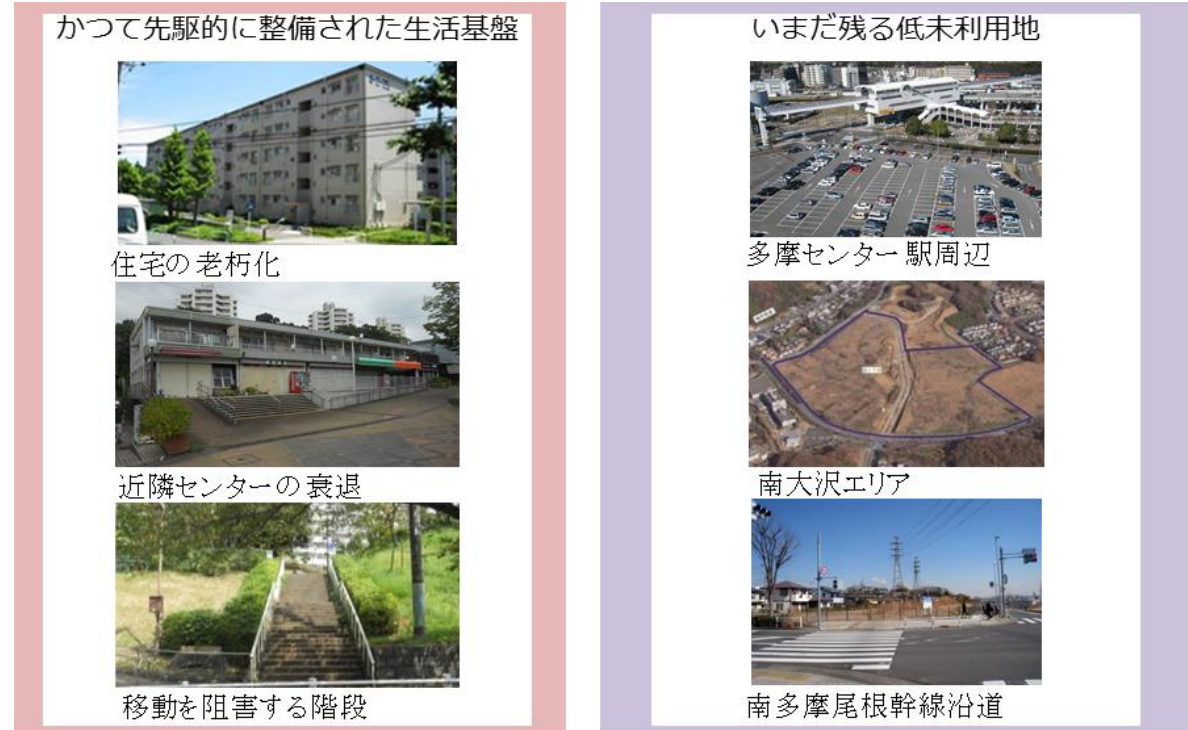 かつて先駆的に整備された生活基盤
住宅の老朽化
近隣センターの衰退
移動を阻害する階段
いまだ残る低未利用地
多摩センター駅周辺
南大沢エリア
南多摩尾根幹線沿道